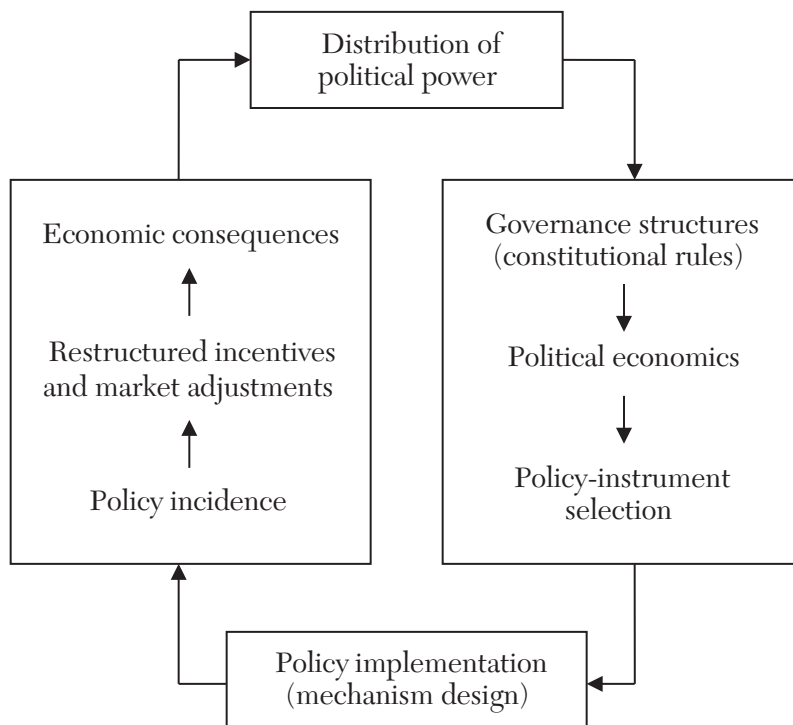 Distribution of
political power
Economic consequences
Restructured incentives
and market adjustments
Policy incidence
Governance structures
(constitutional rules)
Political economics
Policy-instrument
selection
Policy implementation
(mechanism design)